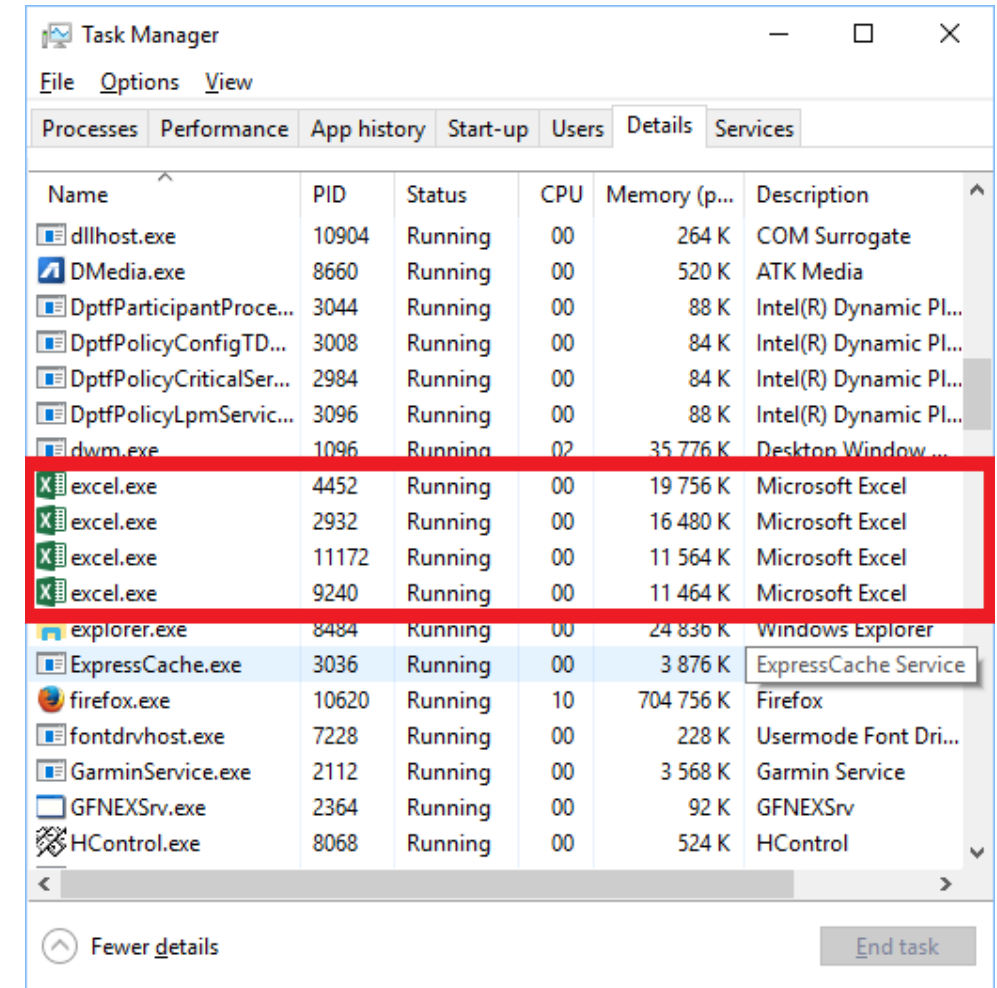 Task Manager
File Options View
Processes Performance App history Start-up Users Details Services
Name PID Status CPU Memory (p... Description
dllhost.exe 10904 Running 00 264 K COM Surrogate
DMedia.exe 8660 Running 00 520 K ATK Media
DptfParticipantProce... 3044 Running 00 88 K Intel(R) Dynamic Pl...
DptfPolicyConfigTD... 3008 Running 00 84 K Intel(R) Dynamic Pl...
DptfPolicyCriticalSer... 2984 Running 00 84 K Intel(R) Dynamic Pl...
DptfPolicyLpmServic... 3096 Running 00 88 K Intel(R) Dynamic Pl...
dwm.exe 1096 Running 02 35 776 K Desktop Window ...
excel.exe 4452 Running 00 19 756 K Microsoft Excel
excel.exe 2932 Running 00 16 480 K Microsoft Excel
excel.exe 11172 Running 00 11 564 K Microsoft Excel
excel.exe 9240 Running 00 11 464 K Microsoft Excel
explorer.exe 8484 Running 00 24 836 K Windows Explorer
ExpressCache.exe 3036 Running 00 3 876 K ExpressCache Service
firefox.exe 10620 Running 10 704 756 K Firefox
fontdrvhost.exe 7228 Running 00 228 K Usermode Font Dri...
GarminService.exe 2112 Running 00 3 568 K Garmin Service
GFNEXSrv.exe 2364 Running 00 92 K GFNEXSrv
HControl.exe 8068 Running 00 524 K HControl
Fewer details End task